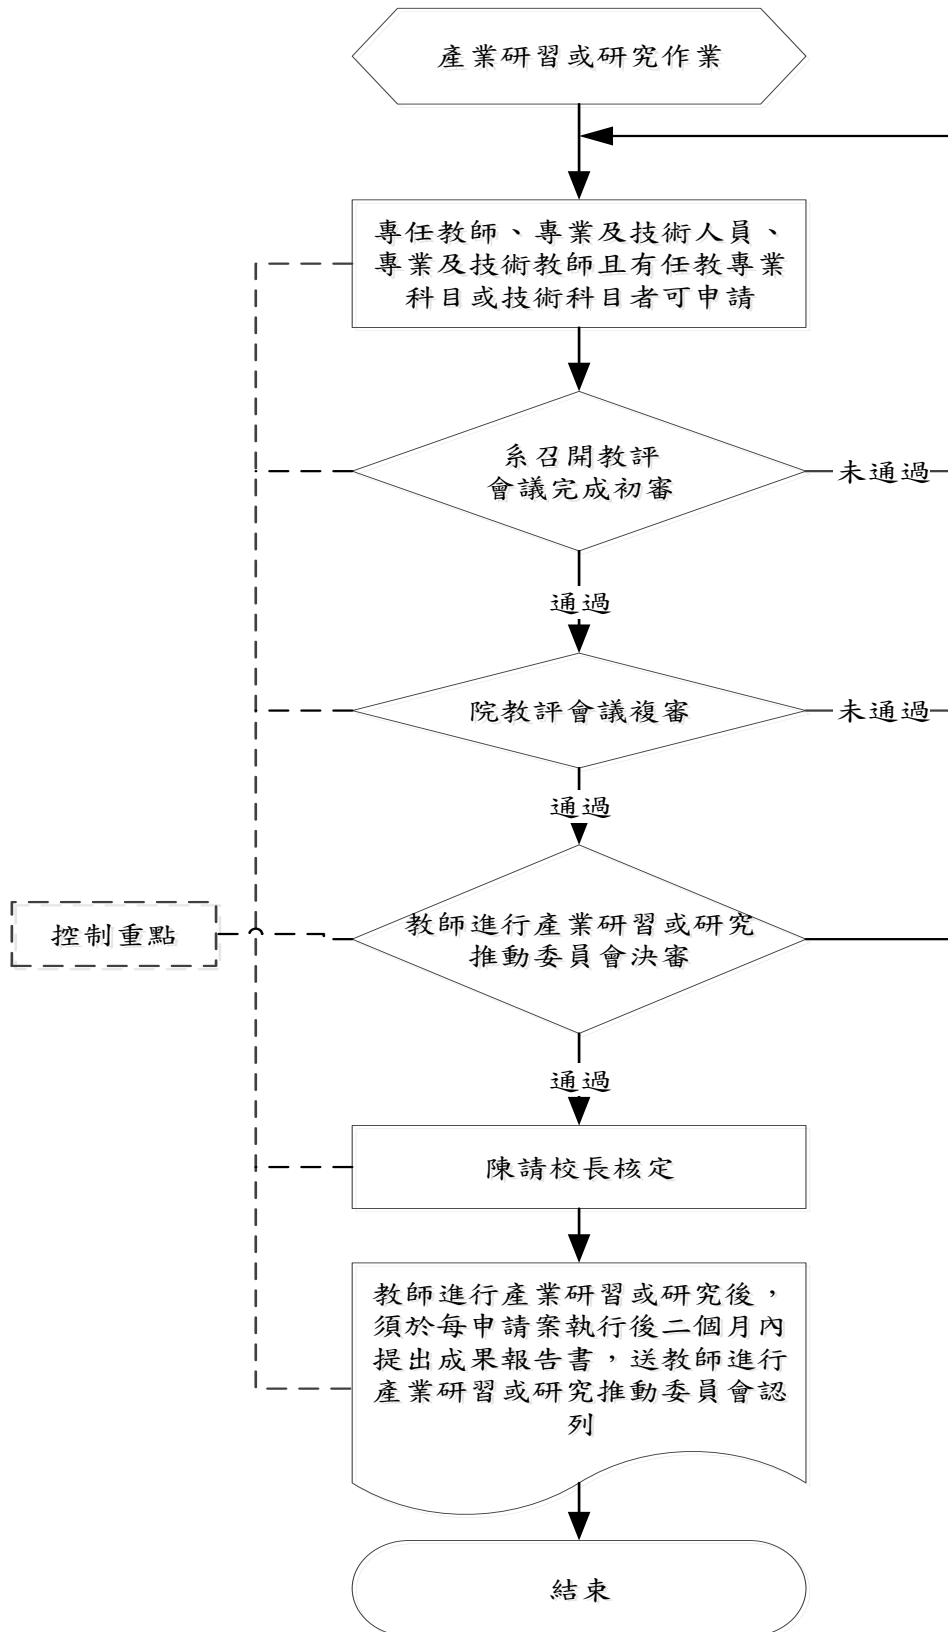 產業研習或研究作業
專任教師、專業及技術人員、
專業及技術教師且有任教專業
科目或技術科目者可申請
系召開教評
會議完成初審
未通過
通過
院教評會議複審
未通過
通過
控制重點
教師進行產業研習或研究
推動委員會決審
通過
陳請校長核定
教師進行產業研習或研究後，
須於每申請案執行後二個月內
提出成果報告書，送教師進行
產業研習或研究推動委員會認
列
結束